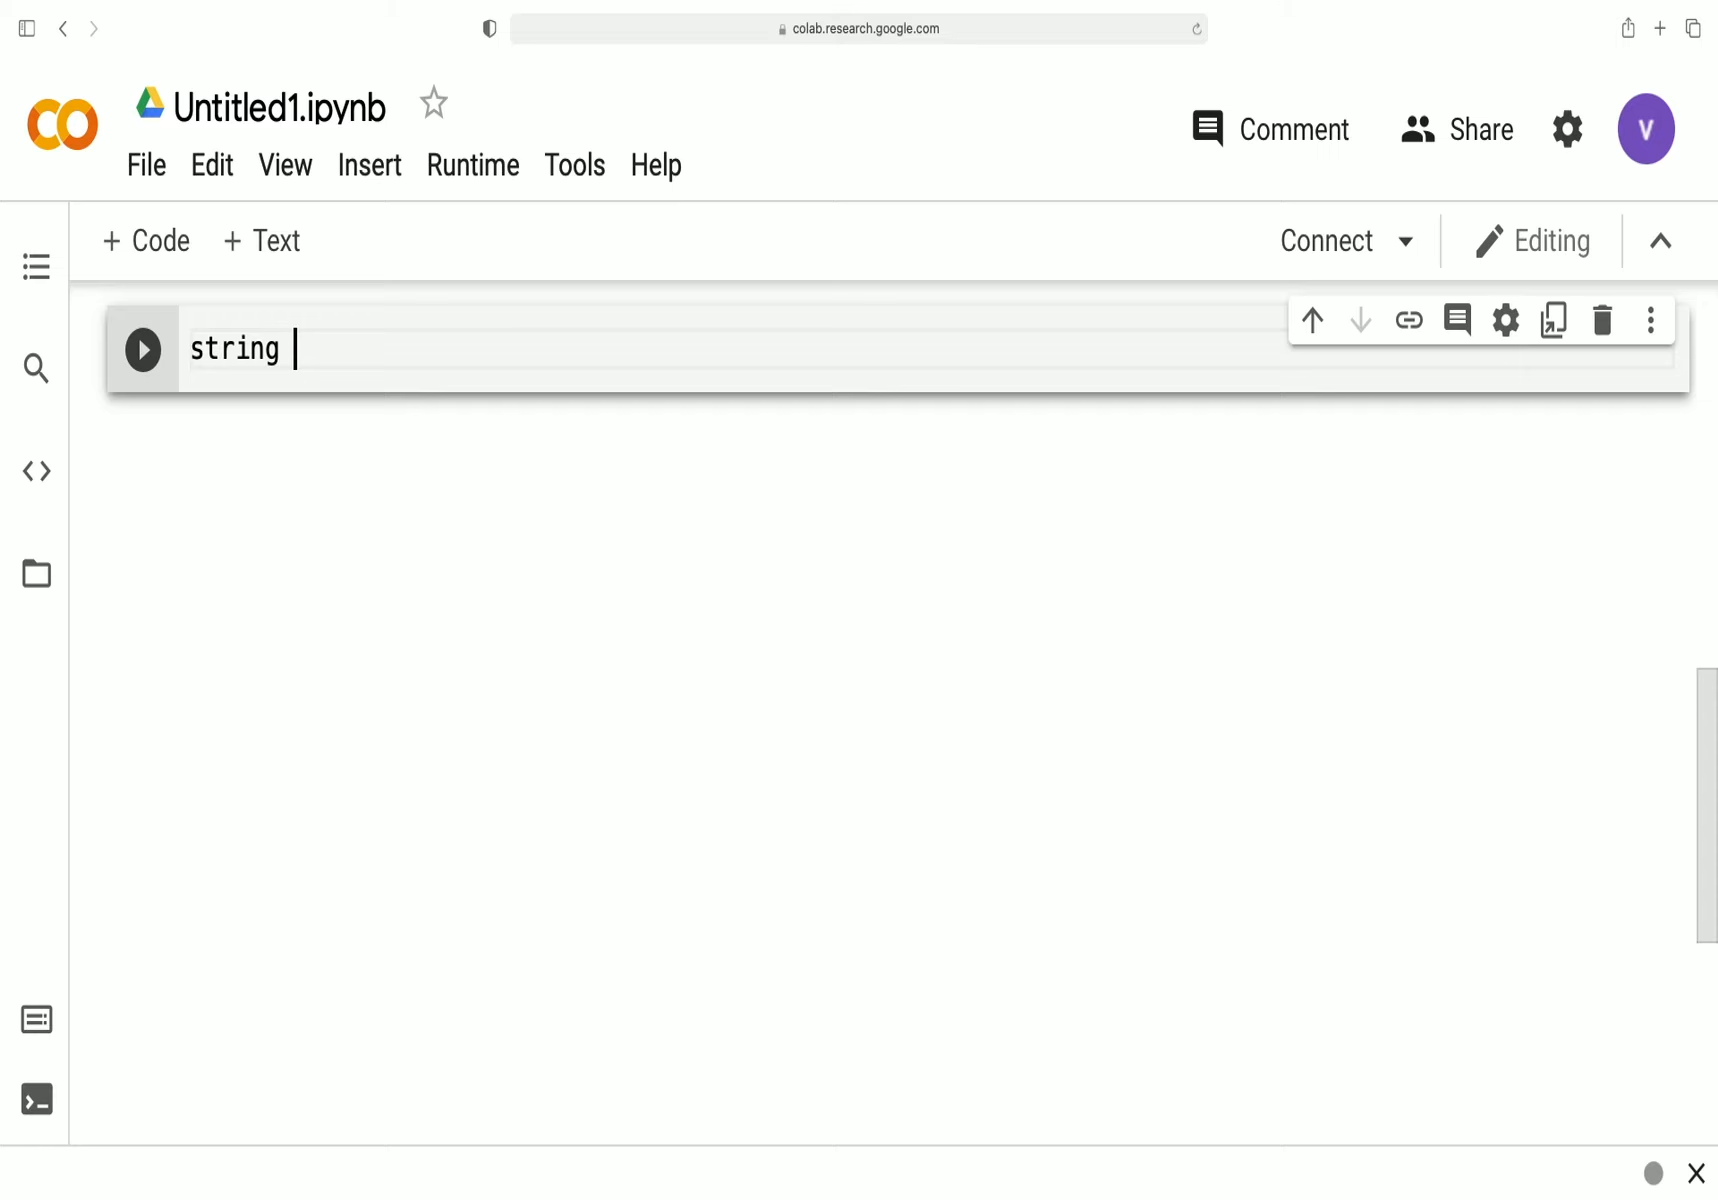 colab.research.google.com
Untitled1.ipynb
Comment
Share
V
File Edit View Insert Runtime Tools Help
+ Code + Text
Connect
Editing
string